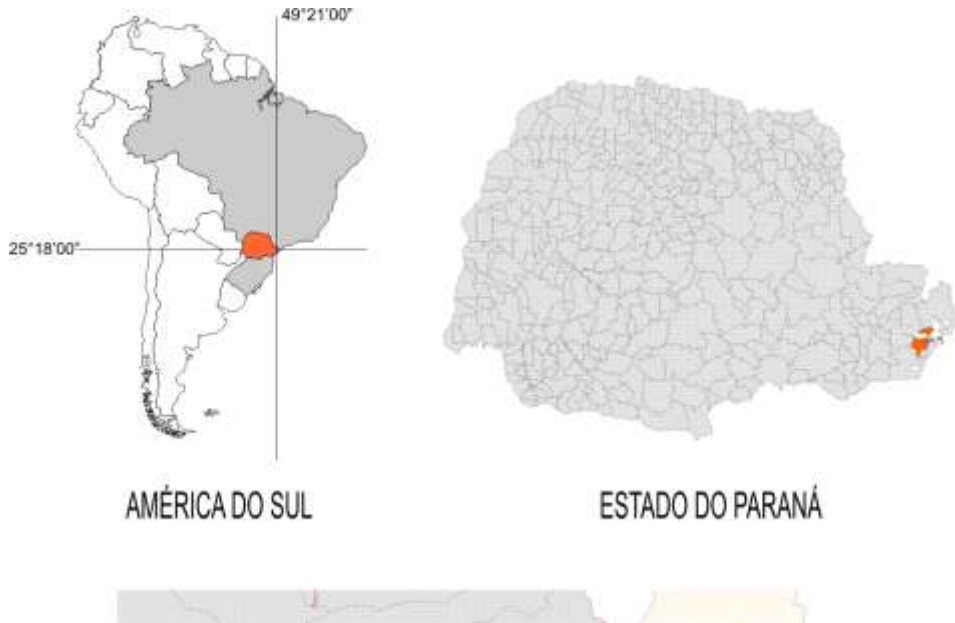 49°21'00"
25°18'00"
AMÉRICA DO SUL
ESTADO DO PARANÁ